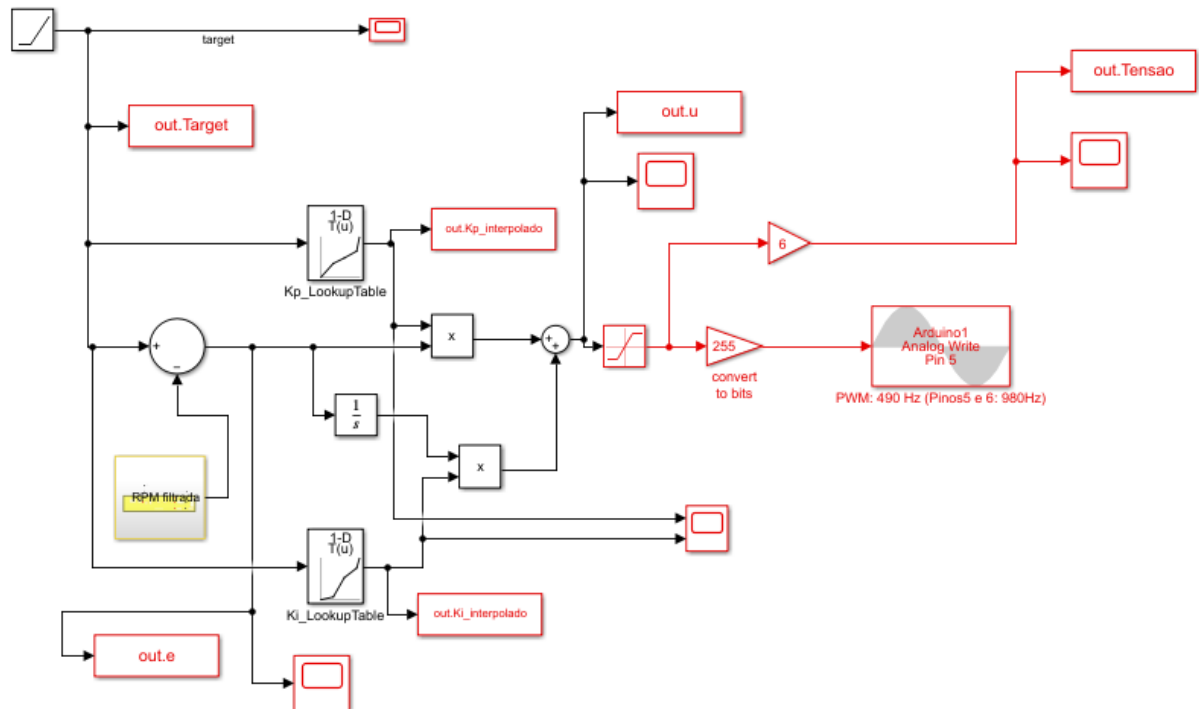 target
out.Tensao
out.u
out.Target
1-D
T(u)
Kp_LookupTable
out.Kp_interpolado
6
+
−
x
+
+
255
convert
to bits
Arduino1
Analog Write
Pin 5
PWM: 490 Hz (Pinos5 e 6: 980Hz)
1
s
x
RPM filtrada
1-D
T(u)
Ki_LookupTable
out.Ki_interpolado
out.e